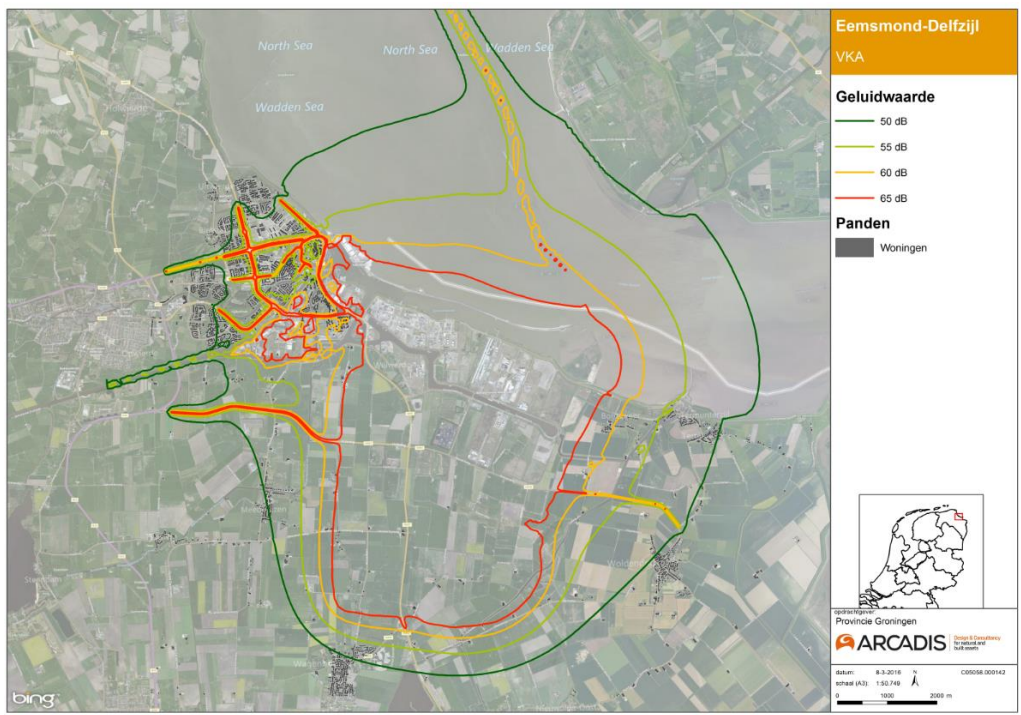 North Sea
North Sea
Wadden Sea
Wadden Sea
Eemsmond-Delfzijl
VKA
Geluidwaarde
50 dB
55 dB
60 dB
65 dB
Panden
Woningen
opdrachtgever:
Provincie Groningen
ARCADIS
Design & Consultancy
for natural and
built assets
datum:
8-3-2016
N
C05058.000142
schaal (A3):
1:50.749
0
1000
2000 m
bing